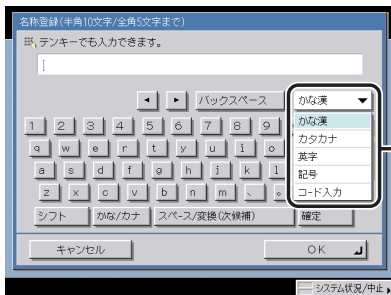 名称登録(半角10文字/全角5文字まで)
テンキーでも入力できます。
バックスペース
かな漢
かな漢
カタカナ
英字
記号
コード入力
1 2 3 4 5 6 7 8 9
q w e r t y u i o
a s d f g h j k l
z x c v b n m 、 。
シフト かな/カナ スペース/変換(次候補) 確定
キャンセル OK
システム状況/中止